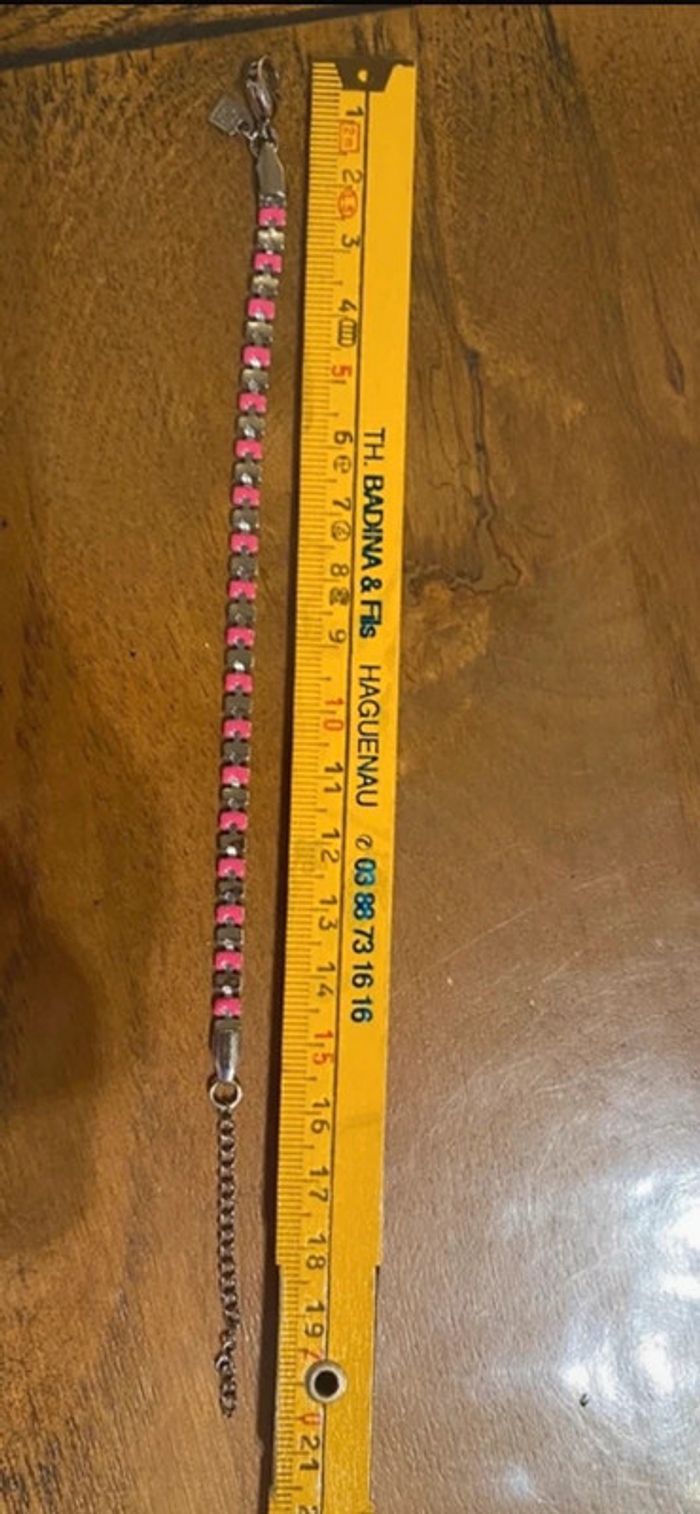 TH. BADINA & Fils HAGUENAU ✆ 03 88 73 16 16
1 2 3 4 5 6 7 8 9 10 11 12 13 14 15 16 17 18 19 21
2m